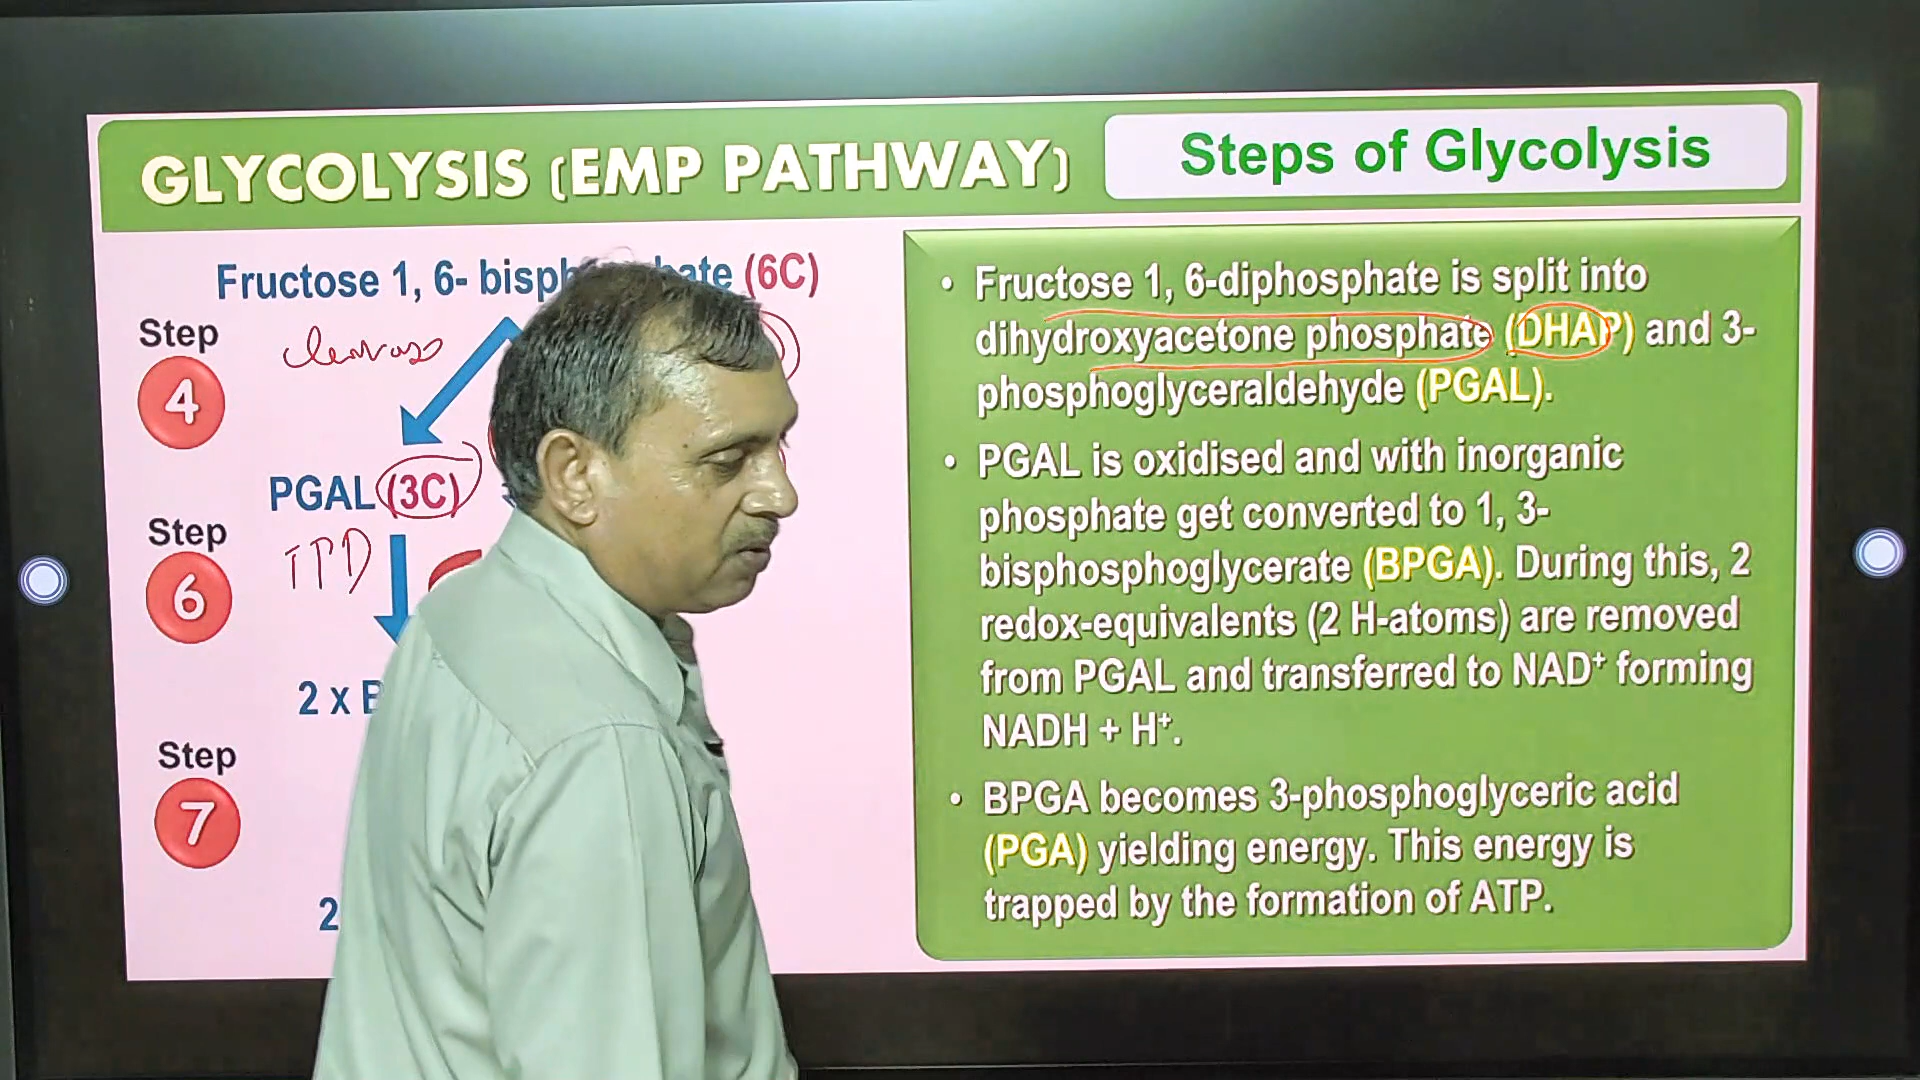 GLYCOLYSIS (EMP PATHWAY)
Steps of Glycolysis
Fructose 1, 6- (6C)
Step
4
PGAL (3C)
Step
6
TPD
2 x
Step
7
2
• Fructose 1, 6-diphosphate is split into
dihydroxyacetone phosphate (DHAP) and 3-
phosphoglyceraldehyde (PGAL).
• PGAL is oxidised and with inorganic
phosphate get converted to 1, 3-
bisphosphoglycerate (BPGA). During this, 2
redox-equivalents (2 H-atoms) are removed
from PGAL and transferred to NAD⁺ forming
NADH + H⁺.
• BPGA becomes 3-phosphoglyceric acid
(PGA) yielding energy. This energy is
trapped by the formation of ATP.